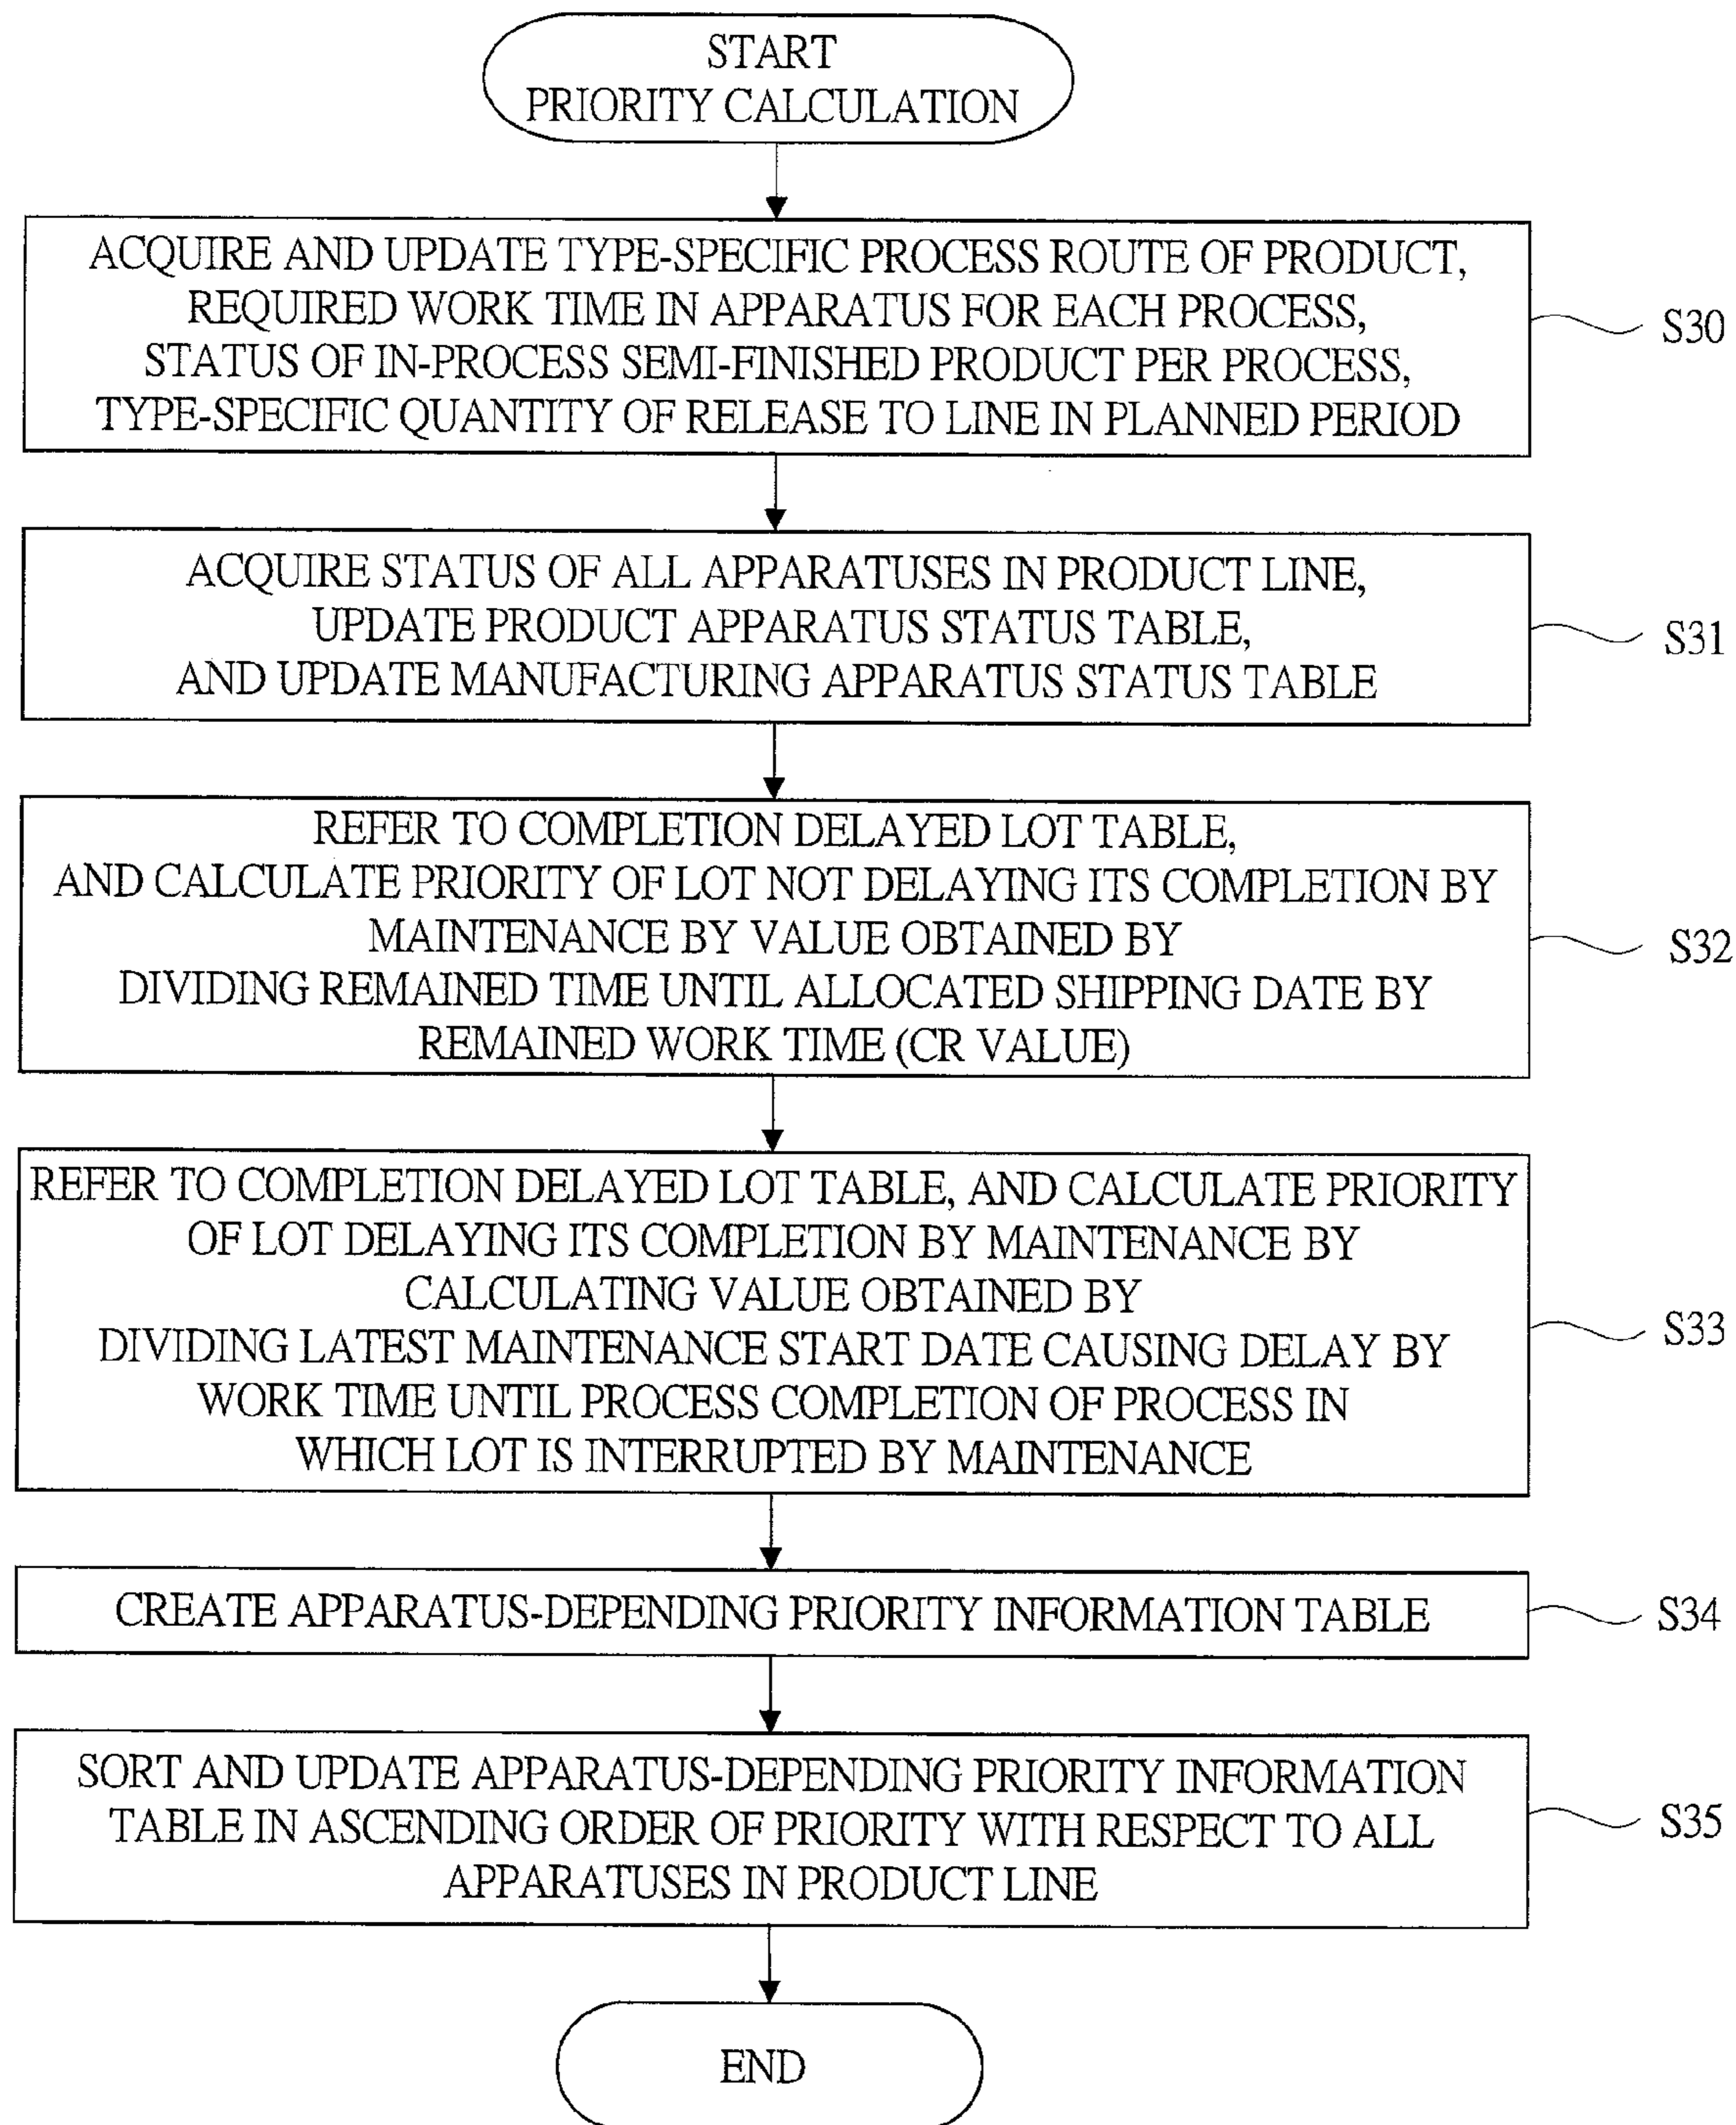 START
PRIORITY CALCULATION
ACQUIRE AND UPDATE TYPE-SPECIFIC PROCESS ROUTE OF PRODUCT,
REQUIRED WORK TIME IN APPARATUS FOR EACH PROCESS,
STATUS OF IN-PROCESS SEMI-FINISHED PRODUCT PER PROCESS,
TYPE-SPECIFIC QUANTITY OF RELEASE TO LINE IN PLANNED PERIOD
S30
ACQUIRE STATUS OF ALL APPARATUSES IN PRODUCT LINE,
UPDATE PRODUCT APPARATUS STATUS TABLE,
AND UPDATE MANUFACTURING APPARATUS STATUS TABLE
S31
REFER TO COMPLETION DELAYED LOT TABLE,
AND CALCULATE PRIORITY OF LOT NOT DELAYING ITS COMPLETION BY
MAINTENANCE BY VALUE OBTAINED BY
DIVIDING REMAINED TIME UNTIL ALLOCATED SHIPPING DATE BY
REMAINED WORK TIME (CR VALUE)
S32
REFER TO COMPLETION DELAYED LOT TABLE, AND CALCULATE PRIORITY
OF LOT DELAYING ITS COMPLETION BY MAINTENANCE BY
CALCULATING VALUE OBTAINED BY
DIVIDING LATEST MAINTENANCE START DATE CAUSING DELAY BY
WORK TIME UNTIL PROCESS COMPLETION OF PROCESS IN
WHICH LOT IS INTERRUPTED BY MAINTENANCE
S33
CREATE APPARATUS-DEPENDING PRIORITY INFORMATION TABLE
S34
SORT AND UPDATE APPARATUS-DEPENDING PRIORITY INFORMATION
TABLE IN ASCENDING ORDER OF PRIORITY WITH RESPECT TO ALL
APPARATUSES IN PRODUCT LINE
S35
END